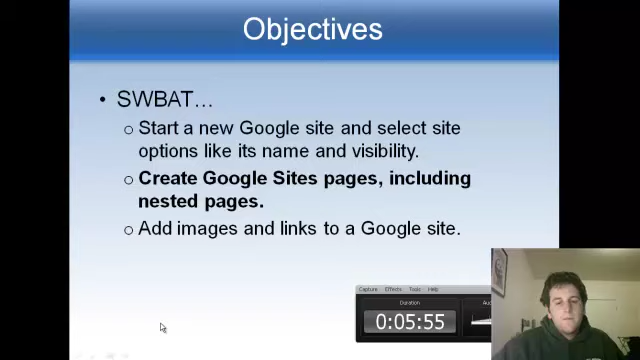 Objectives
• SWBAT...
o Start a new Google site and select site
options like its name and visibility.
o Create Google Sites pages, including
nested pages.
o Add images and links to a Google site.
Capture Effects Tools Help
Duration
0:05:55